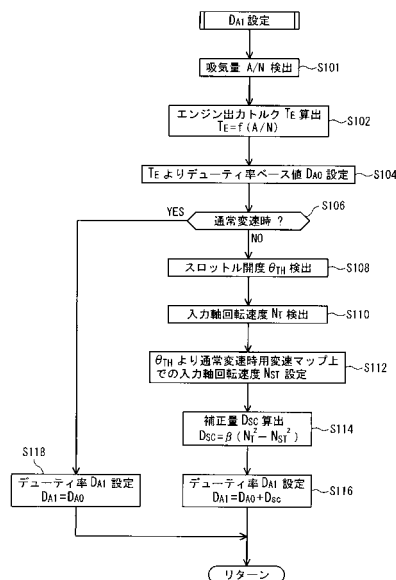 DA1 設定
吸気量 A/N 検出
S101
エンジン出力トルク TE 算出
TE=f(A/N)
S102
TEよりデューティ率ベース値 DA0 設定
S104
YES
通常変速時 ?
S106
NO
スロットル開度 θTH 検出
S108
入力軸回転速度 NT 検出
S110
θTH より通常変速時用変速マップ上
での入力軸回転速度 NST 設定
S112
補正量 DSC 算出
DSC=β(NT²−NST²)
S114
S118
デューティ率 DA1 設定
DA1=DA0
デューティ率 DA1 設定
DA1=DA0+DSC
S116
リターン